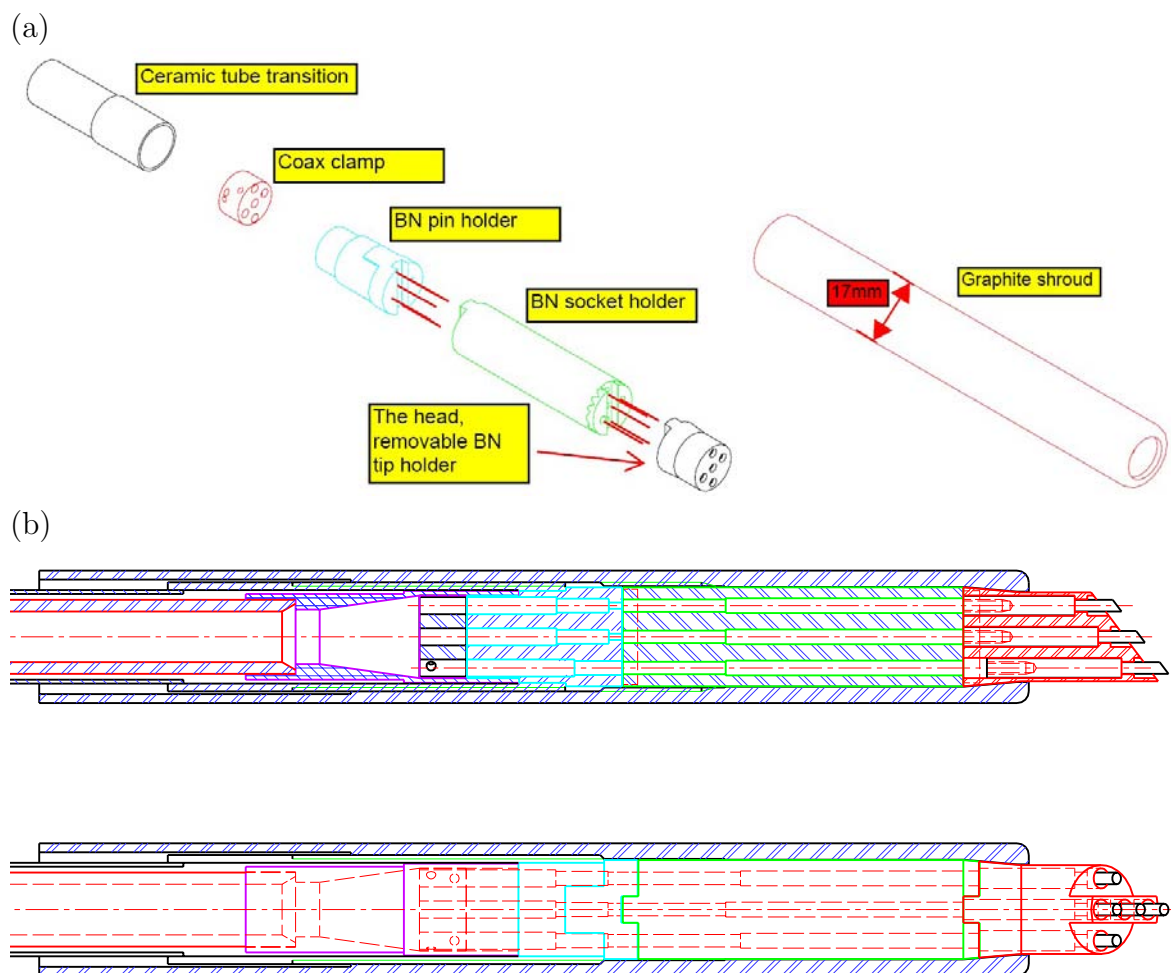 (a)
Ceramic tube transition
Coax clamp
BN pin holder
BN socket holder
17mm
Graphite shroud
The head,
removable BN
tip holder
(b)